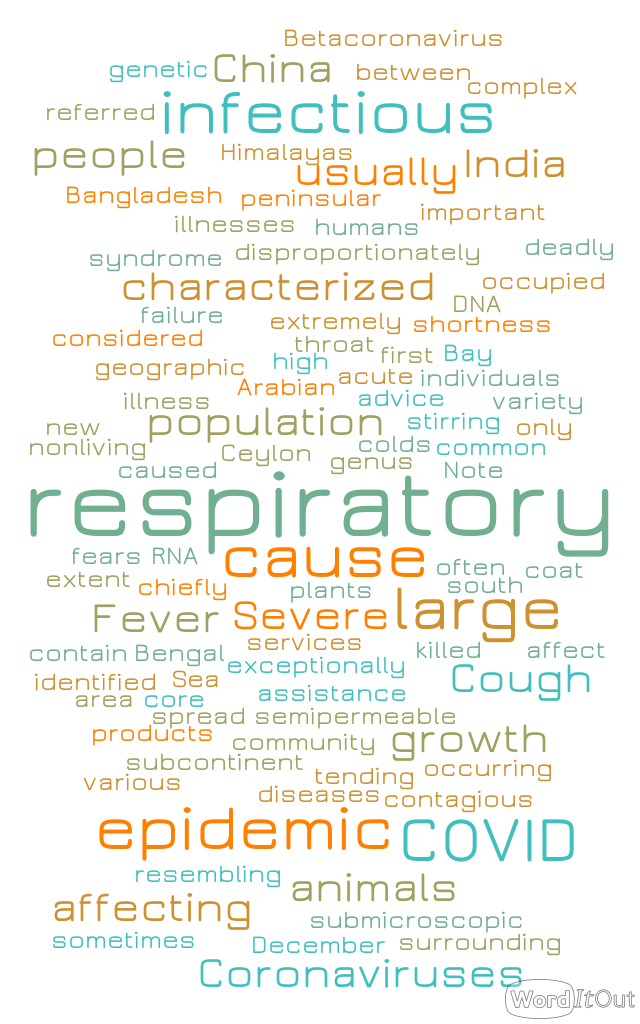 Betacoronavirus
genetic China between
complex
referred infectious
people Himalayas usually India
Bangladesh peninsular
important
illnesses humans
syndrome disproportionately deadly
characterized occupied
DNA
failure extremely shortness
considered throat first Bay
geographic high
Arabian acute individuals
illness advice variety
population stirring only
new
nonliving Ceylon colds common
caused genus Note
respiratory
fears RNA cause often coat
extent chiefly plants south
Fever Severe large
services killed affect
contain Bengal exceptionally
identified Sea Cough
area core assistance
spread semipermeable
products community growth
subcontinent
various tending occurring
diseases contagious
epidemic COVID
resembling animals
affecting submicroscopic
sometimes December surrounding
Coronaviruses
WordItOut